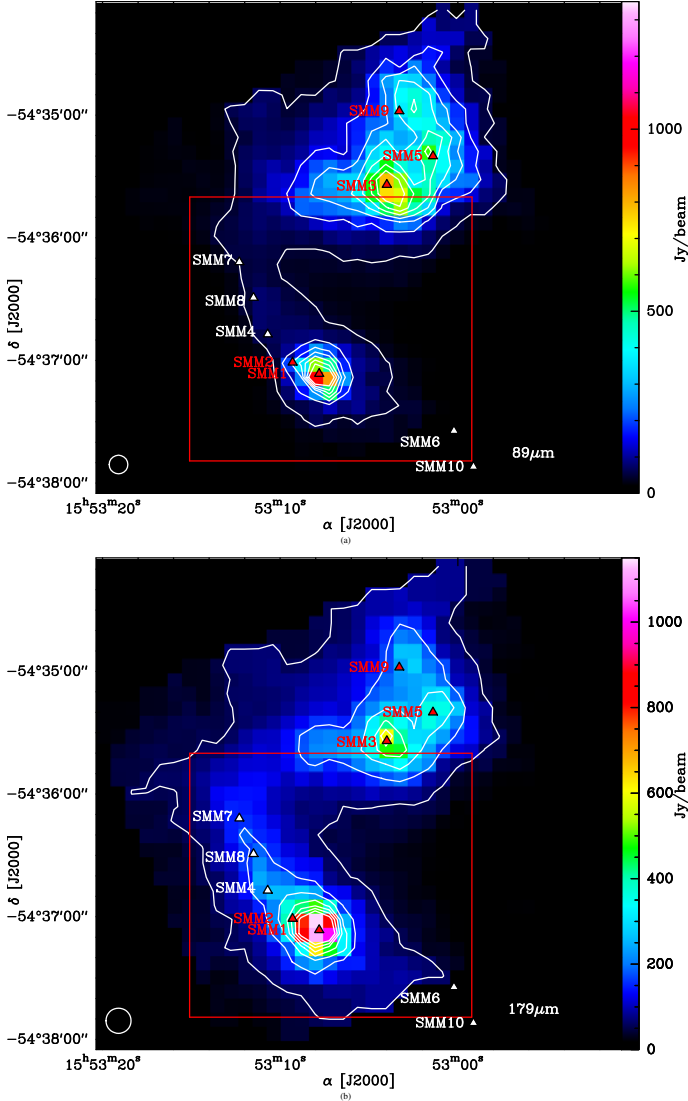 1000
−54°35′00″
SMM9
SMM5
SMM3
−54°36′00″
SMM7
SMM8
500
SMM4
−54°37′00″
SMM2
SMM1
SMM6
89μm
SMM10
−54°38′00″
0
15ʰ53ᵐ20ˢ
53ᵐ10ˢ
53ᵐ00ˢ
δ [J2000]
α [J2000]
Jy/beam
(a)
1000
−54°35′00″
SMM9
SMM5
800
SMM3
−54°36′00″
600
SMM7
SMM8
400
SMM4
−54°37′00″
SMM2
SMM1
200
SMM6
179μm
SMM10
−54°38′00″
0
15ʰ53ᵐ20ˢ
53ᵐ10ˢ
53ᵐ00ˢ
δ [J2000]
α [J2000]
Jy/beam
(b)